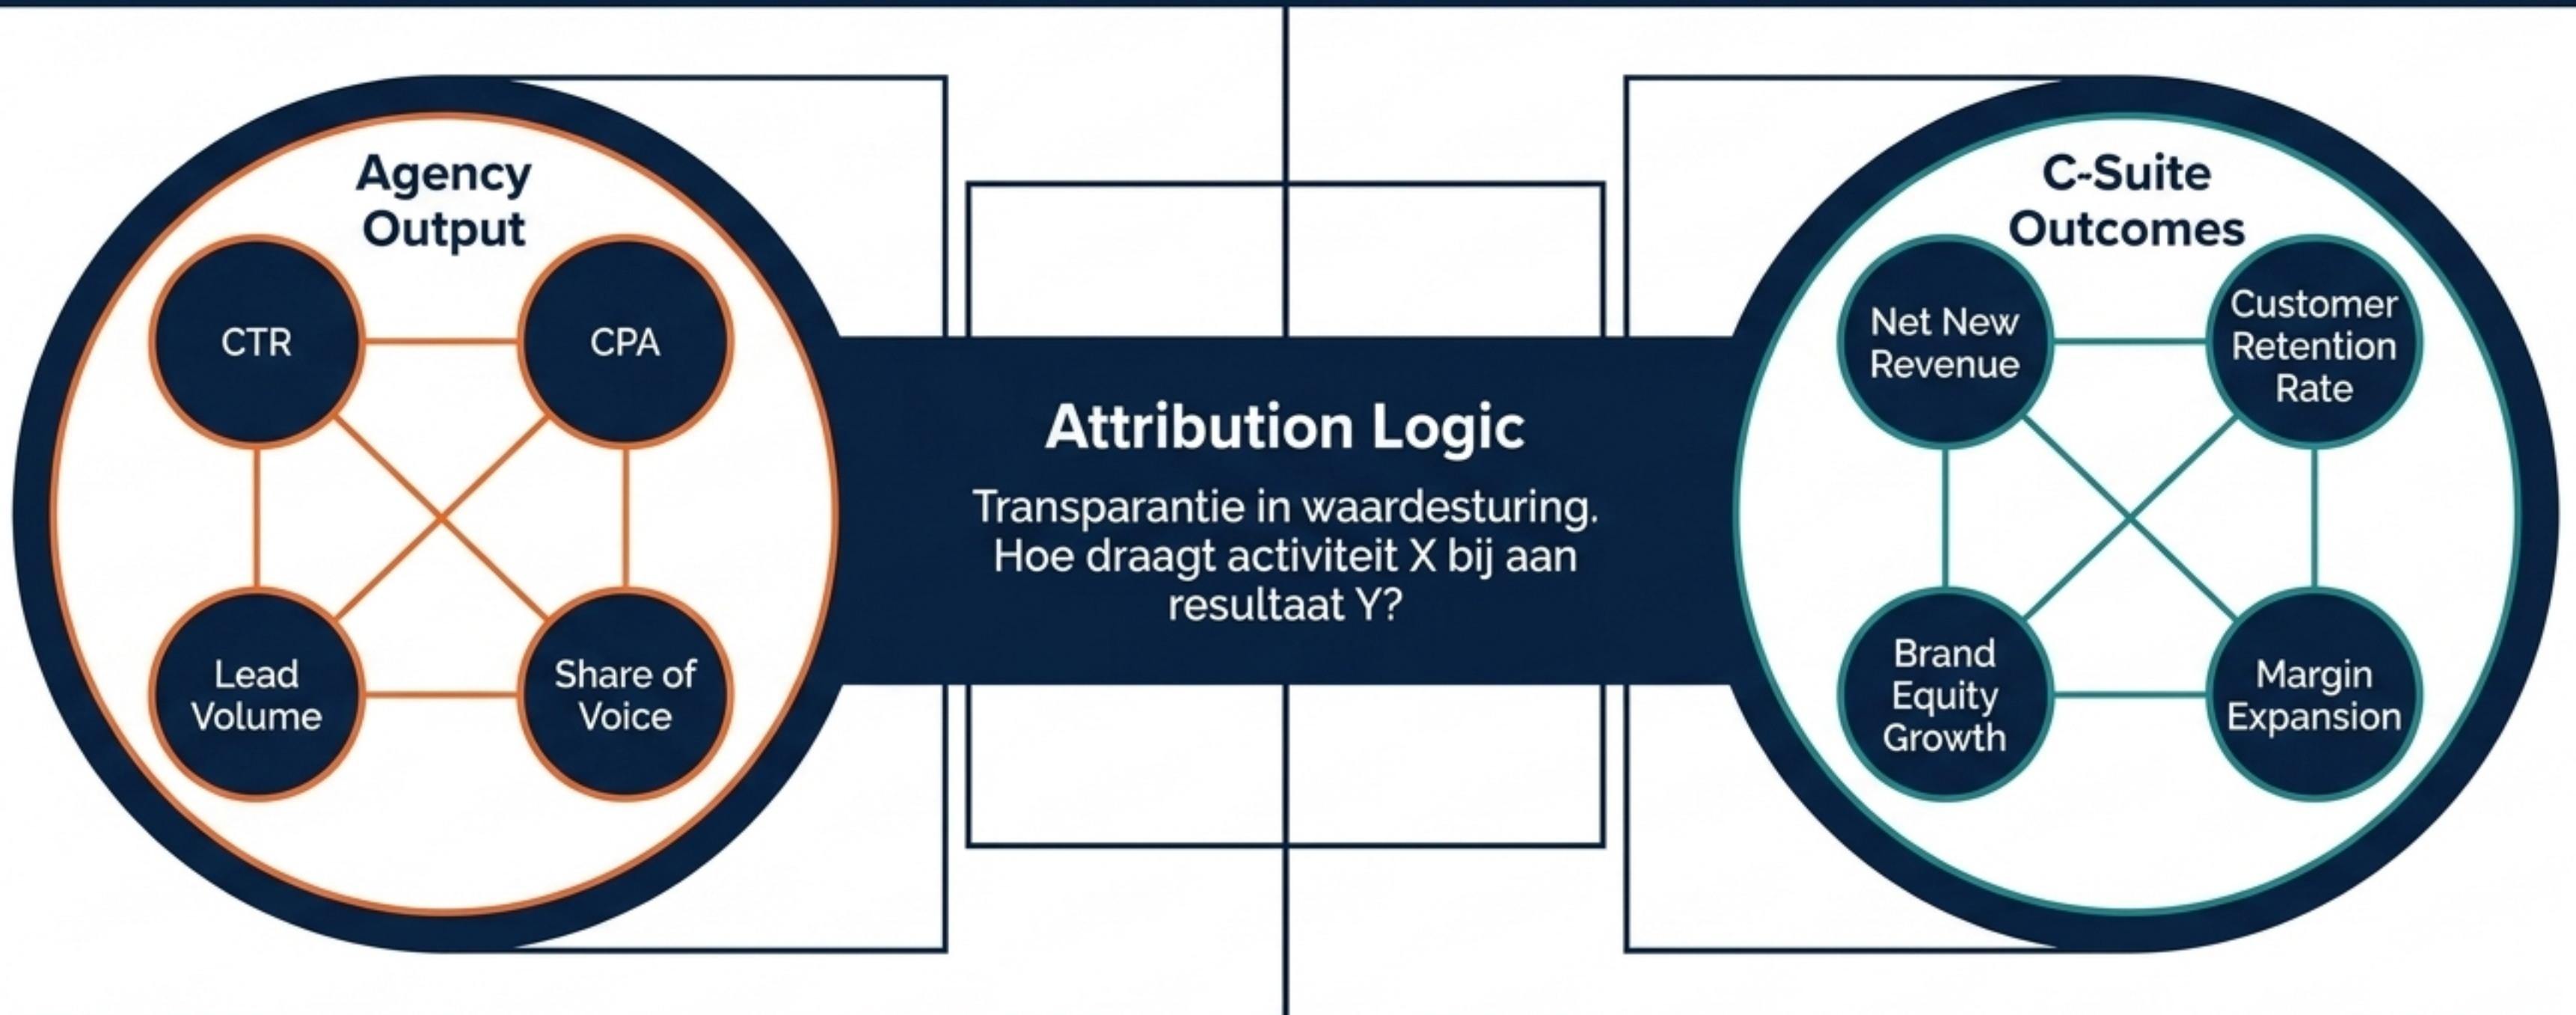 Agency
Output
CTR
CPA
Lead
Volume
Share of
Voice
Attribution Logic
Transparantie in waardesturing.
Hoe draagt activiteit X bij aan
resultaat Y?
C-Suite
Outcomes
Net New
Revenue
Customer
Retention
Rate
Brand
Equity
Growth
Margin
Expansion